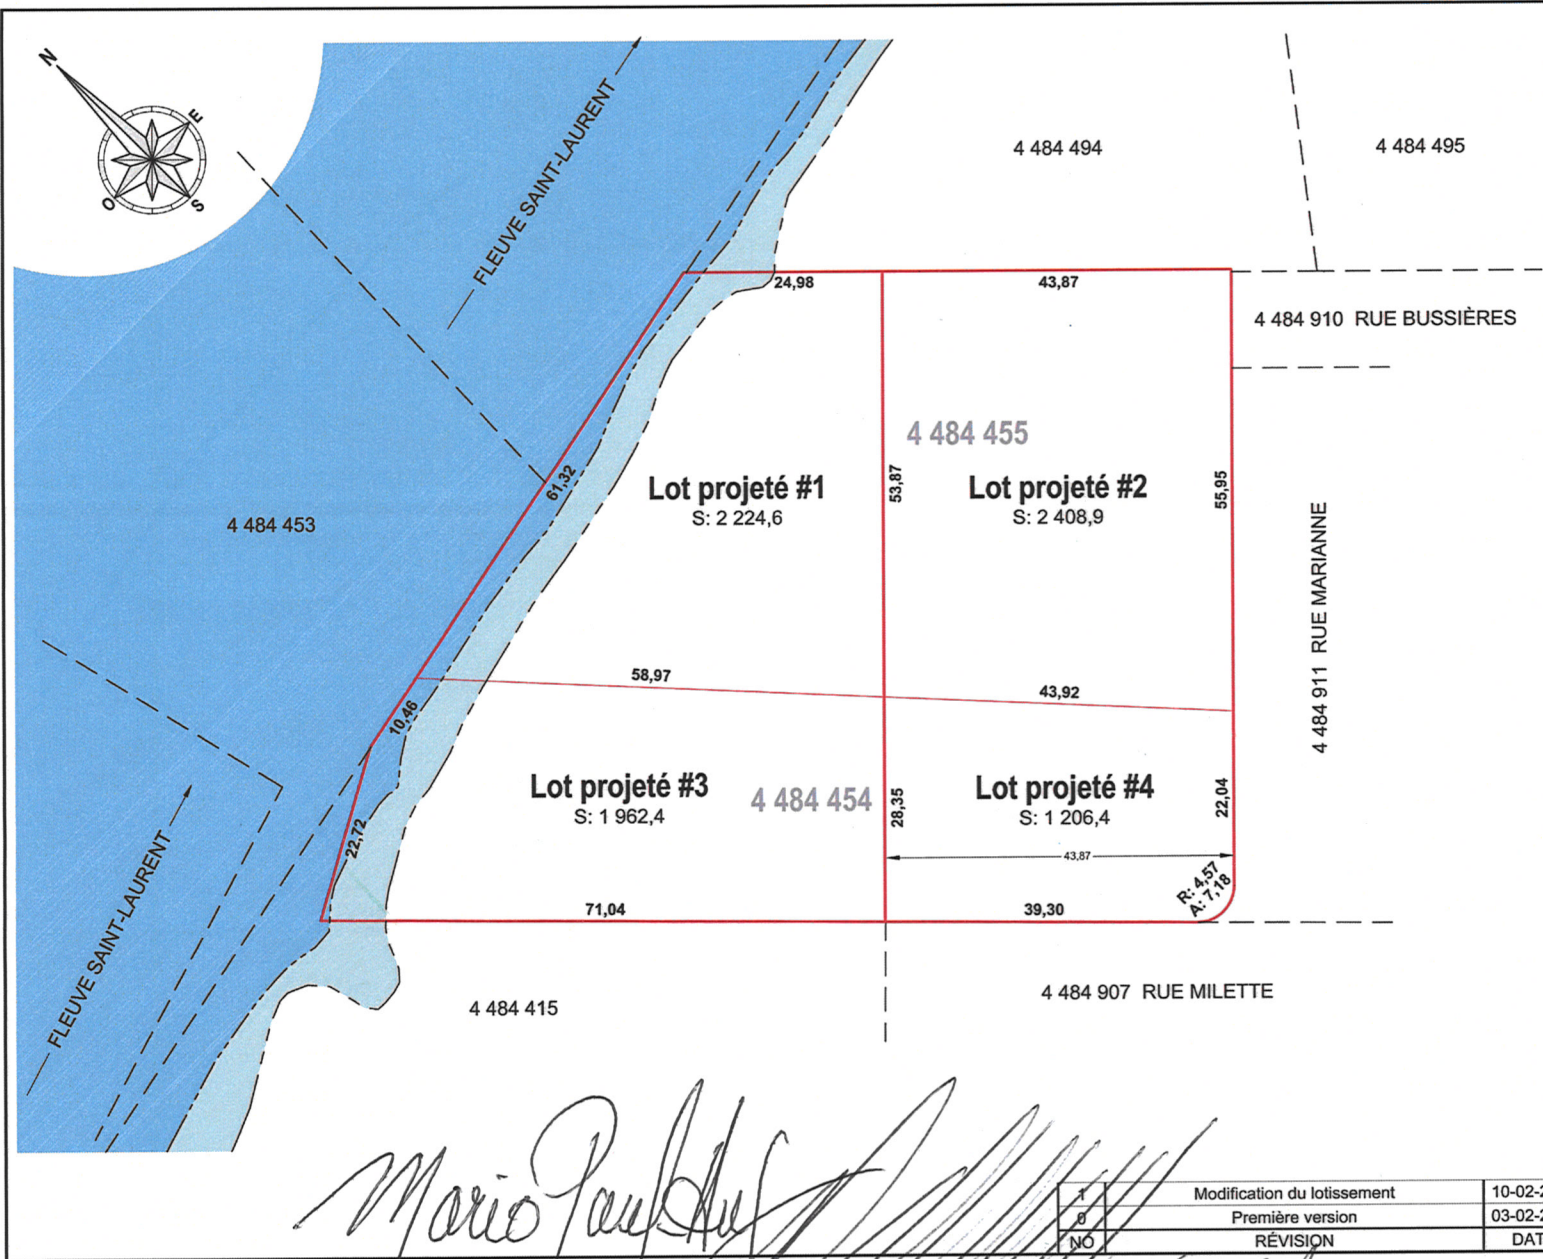 N
E
O
S
FLEUVE SAINT-LAURENT
4 484 494
4 484 495
24,98
43,87
4 484 910 RUE BUSSIÈRES
4 484 455
61,32
Lot projeté #1
S: 2 224,6
53,87
Lot projeté #2
S: 2 408,9
55,95
4 484 453
4 484 911 RUE MARIANNE
58,97
43,92
10,46
Lot projeté #3
S: 1 962,4
4 484 454
28,35
Lot projeté #4
S: 1 206,4
22,04
22,72
43,87
R: 4,57
A: 7,18
FLEUVE SAINT-LAURENT
71,04
39,30
4 484 415
4 484 907 RUE MILETTE
Mario
1 Modification du lotissement 10-02-2
0 Première version 03-02-2
NO RÉVISION DAT